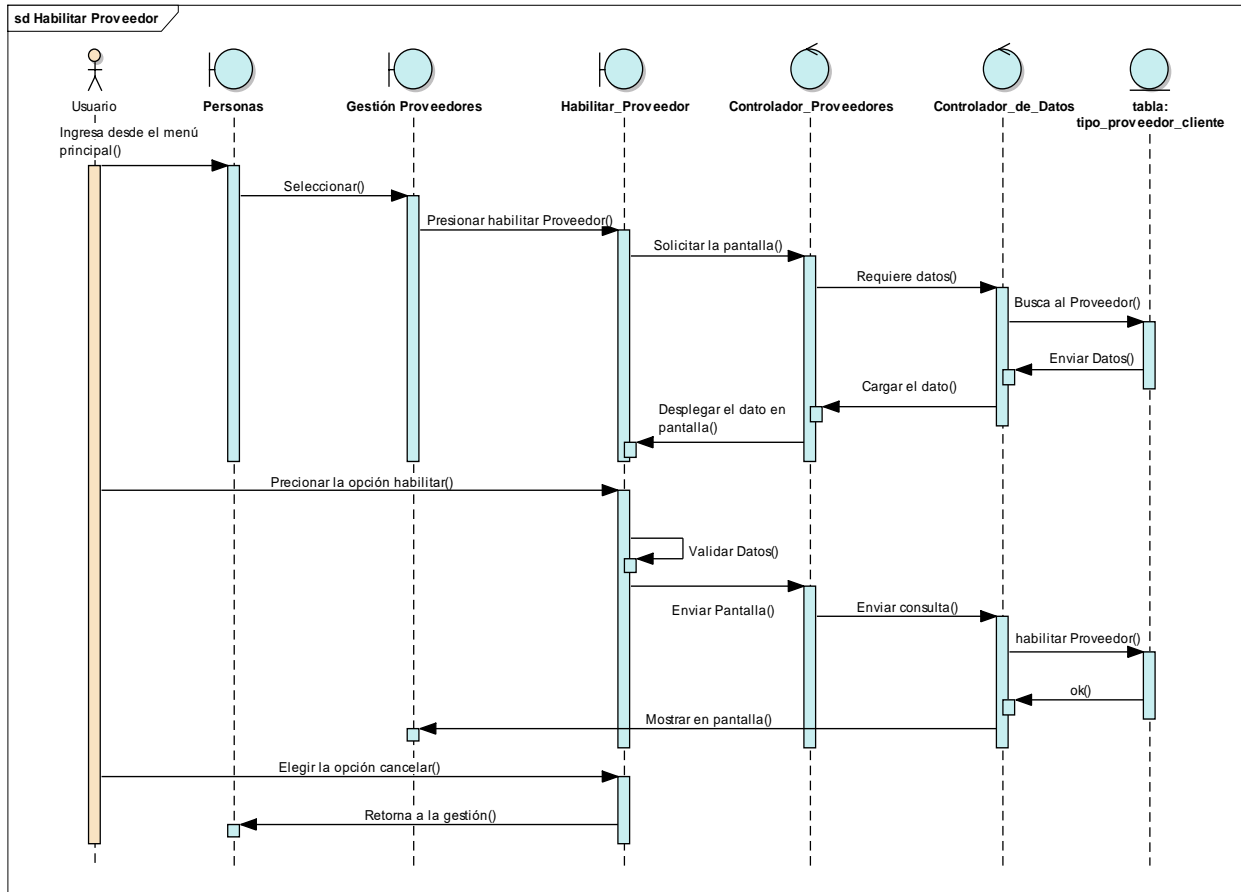 sd Habilitar Proveedor
Usuario
Personas
Gestión Proveedores
Habilitar_Proveedor
Controlador_Proveedores
Controlador_de_Datos
tabla:
tipo_proveedor_cliente
Ingresa desde el menú
principal()
Seleccionar()
Presionar habilitar Proveedor()
Solicitar la pantalla()
Requiere datos()
Busca al Proveedor()
Enviar Datos()
Cargar el dato()
Desplegar el dato en
pantalla()
Precionar la opción habilitar()
Validar Datos()
Enviar Pantalla()
Enviar consulta()
habilitar Proveedor()
ok()
Mostrar en pantalla()
Elegir la opción cancelar()
Retorna a la gestión()